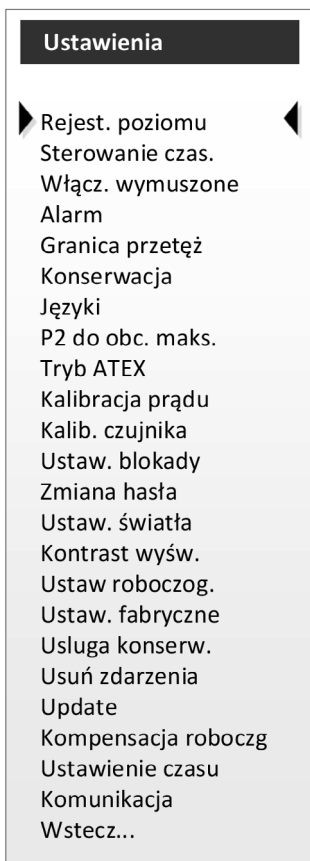 Ustawienia
Rejest. poziomu
Sterowanie czas.
Włącz. wymuszone
Alarm
Granica przetęż
Konserwacja
Języki
P2 do obc. maks.
Tryb ATEX
Kalibracja prądu
Kalib. czujnika
Ustaw. blokady
Zmiana hasła
Ustaw. światła
Kontrast wyśw.
Ustaw roboczog.
Ustaw. fabryczne
Usluga konserw.
Usuń zdarzenia
Update
Kompensacja roboczg
Ustawienie czasu
Komunikacja
Wstecz...